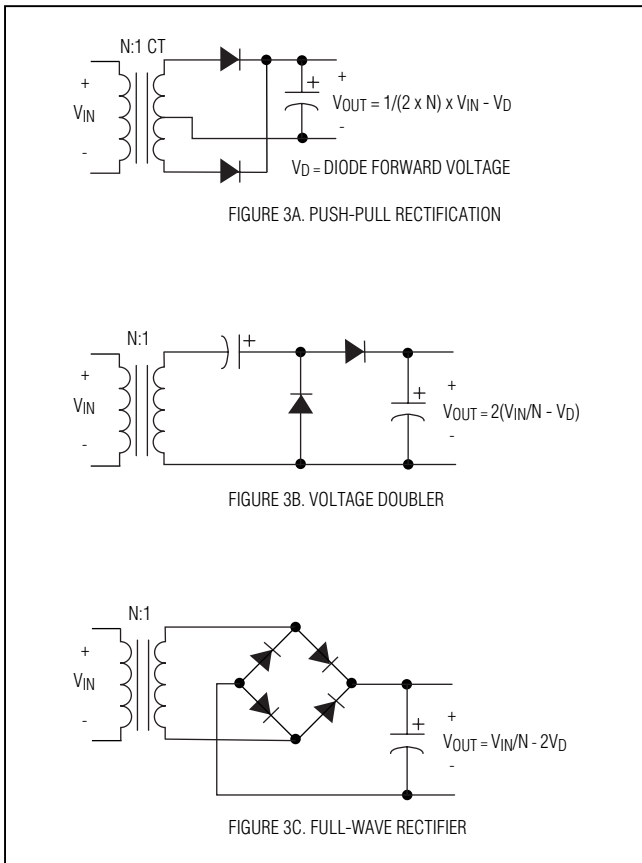 N:1 CT
+
VIN
-
+
+
VOUT = 1/(2 x N) x VIN - VD
-
VD = DIODE FORWARD VOLTAGE
FIGURE 3A. PUSH-PULL RECTIFICATION
N:1
+
+
VIN
-
+
+
VOUT = 2(VIN/N - VD)
-
FIGURE 3B. VOLTAGE DOUBLER
N:1
+
VIN
-
+
+
VOUT = VIN/N - 2VD
-
FIGURE 3C. FULL-WAVE RECTIFIER